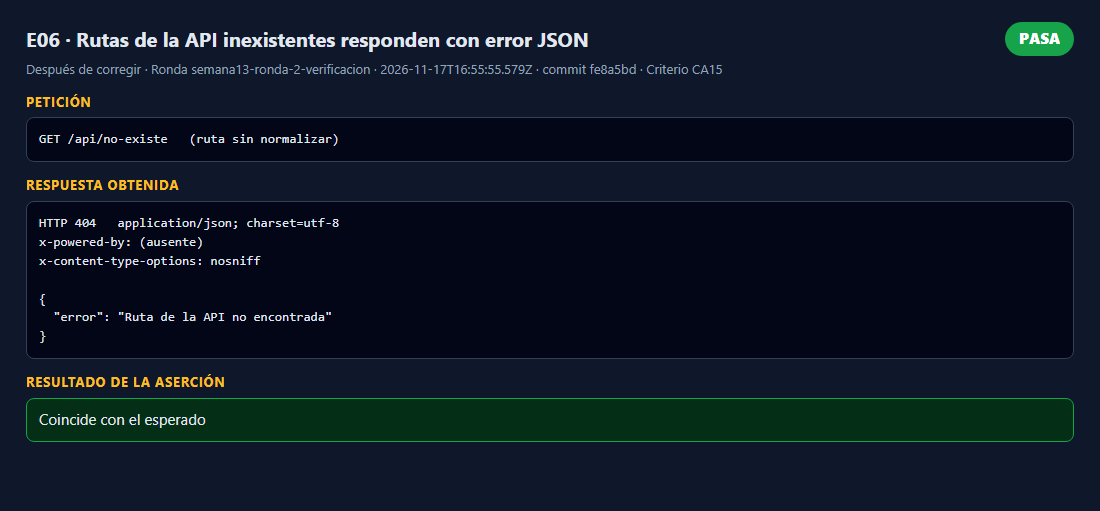 E06 · Rutas de la API inexistentes responden con error JSON
PASA
Después de corregir · Ronda semana13-ronda-2-verificacion · 2026-11-17T16:55:55.579Z · commit fe8a5bd · Criterio CA15
PETICIÓN
GET /api/no-existe   (ruta sin normalizar)
RESPUESTA OBTENIDA
HTTP 404   application/json; charset=utf-8
x-powered-by: (ausente)
x-content-type-options: nosniff
{
  "error": "Ruta de la API no encontrada"
}
RESULTADO DE LA ASERCIÓN
Coincide con el esperado